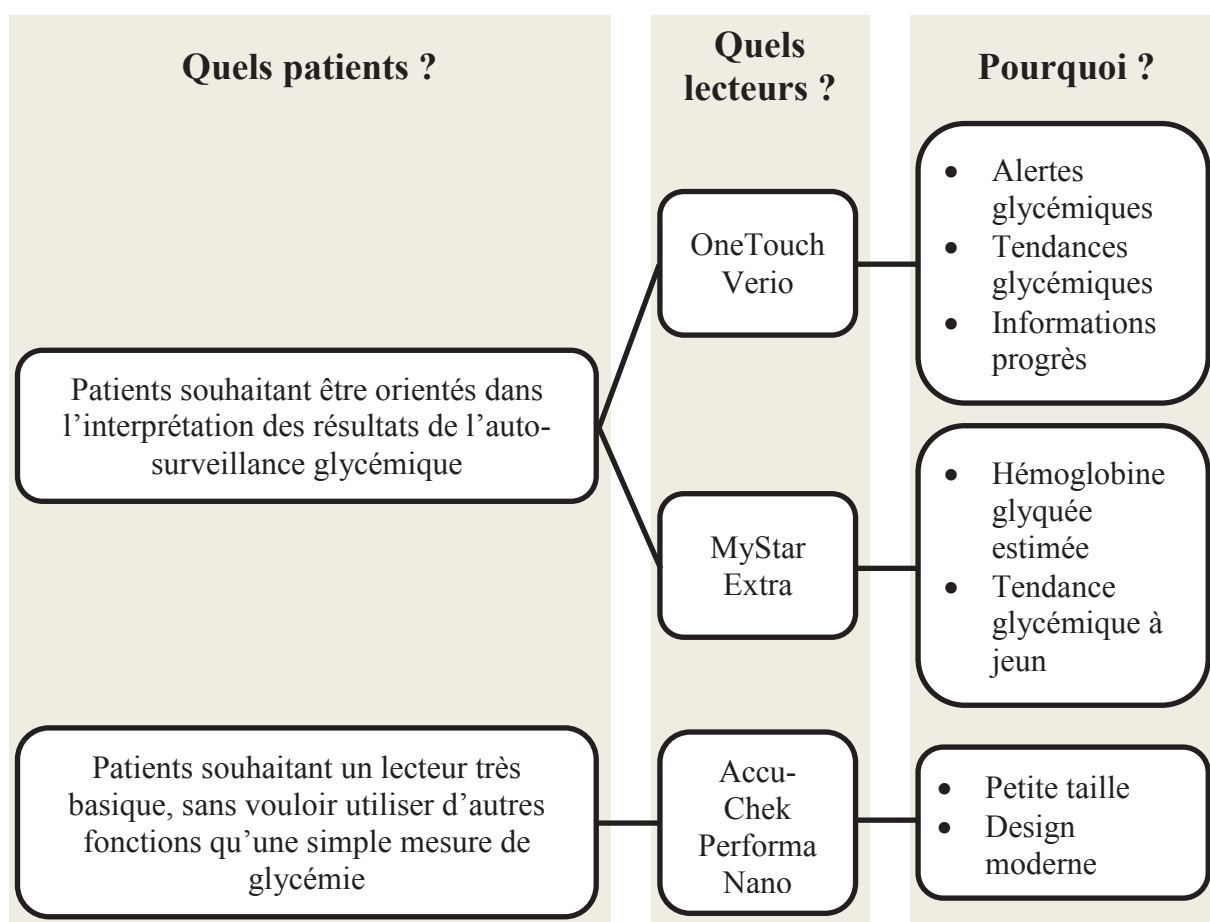 Quels patients ?
Quels
lecteurs ?
Pourquoi ?
Patients souhaitant être orientés dans
l’interprétation des résultats de l’auto-
surveillance glycémique
OneTouch
Verio
• Alertes
glycémiques
• Tendances
glycémiques
• Informations
progrès
MyStar
Extra
• Hémoglobine
glyquée
estimée
• Tendance
glycémique à
jeun
Patients souhaitant un lecteur très
basique, sans vouloir utiliser d’autres
fonctions qu’une simple mesure de
glycémie
Accu-
Chek
Performa
Nano
• Petite taille
• Design
moderne